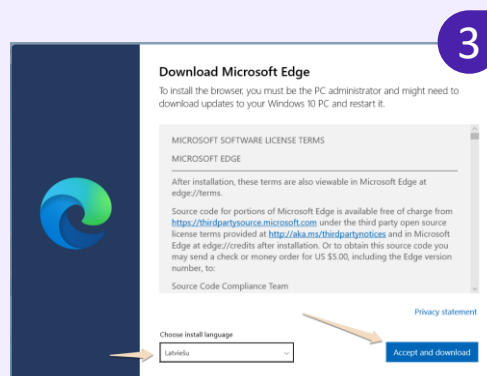 3
Download Microsoft Edge
To install the browser, you must be the PC administrator and might need to
download updates to your Windows 10 PC and restart it.
MICROSOFT SOFTWARE LICENSE TERMS
MICROSOFT EDGE
After installation, these terms are also viewable in Microsoft Edge at
edge://terms.
Source code for portions of Microsoft Edge is available free of charge from
https://thirdpartysource.microsoft.com under the third party open source
license terms provided at http://aka.ms/thirdpartynotices and in Microsoft
Edge at edge://credits after installation. Or to obtain this source code you
may send a check or money order for US $5.00, including the Edge version
number, to:
Source Code Compliance Team
Privacy statement
Choose install language
Latviešu
Accept and download